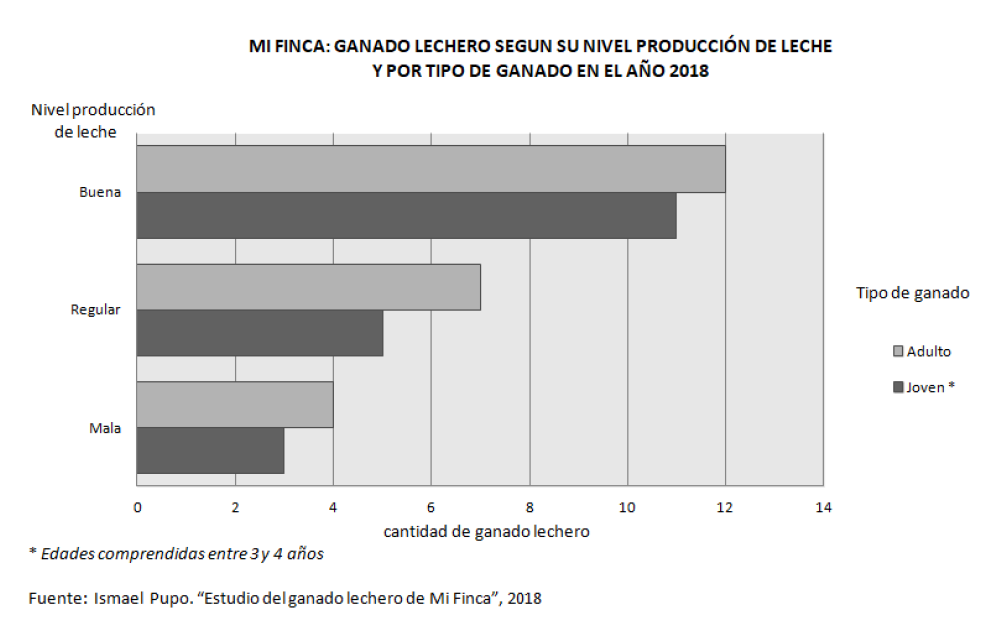 MI FINCA: GANADO LECHERO SEGUN SU NIVEL PRODUCCIÓN DE LECHE
Y POR TIPO DE GANADO EN EL AÑO 2018
Nivel producción
de leche
Buena
Regular
Mala
0 2 4 6 8 10 12 14
cantidad de ganado lechero
Tipo de ganado
Adulto
Joven *
* Edades comprendidas entre 3 y 4 años
Fuente: Ismael Pupo. “Estudio del ganado lechero de Mi Finca”, 2018